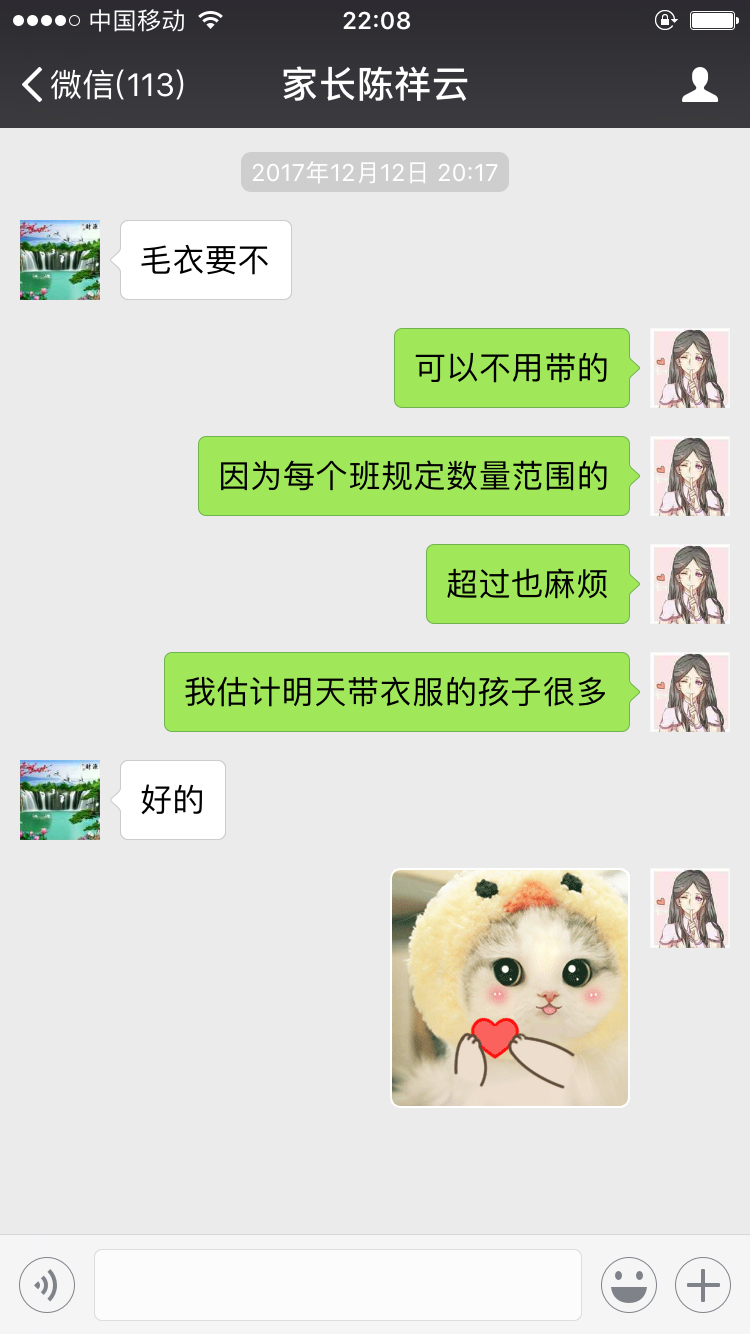 中国移动 22:08
微信(113) 家长陈祥云
2017年12月12日 20:17
毛衣要不
可以不用带的
因为每个班规定数量范围的
超过也麻烦
我估计明天带衣服的孩子很多
好的